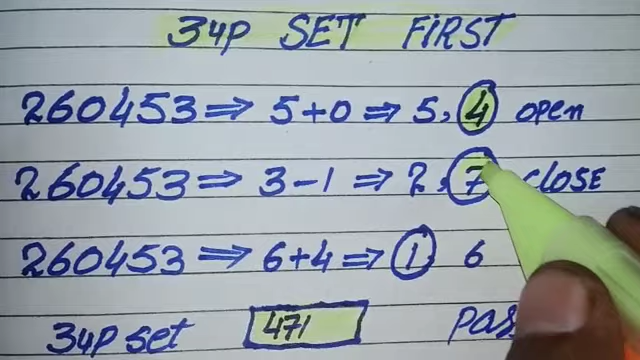 34P SET FIRST
260453 ⇒ 5+0 ⇒ 5, 4 open
260453 ⇒ 3-1 ⇒ 2, 7 CLOSE
260453 ⇒ 6+4 ⇒ 1 6
34P set 471